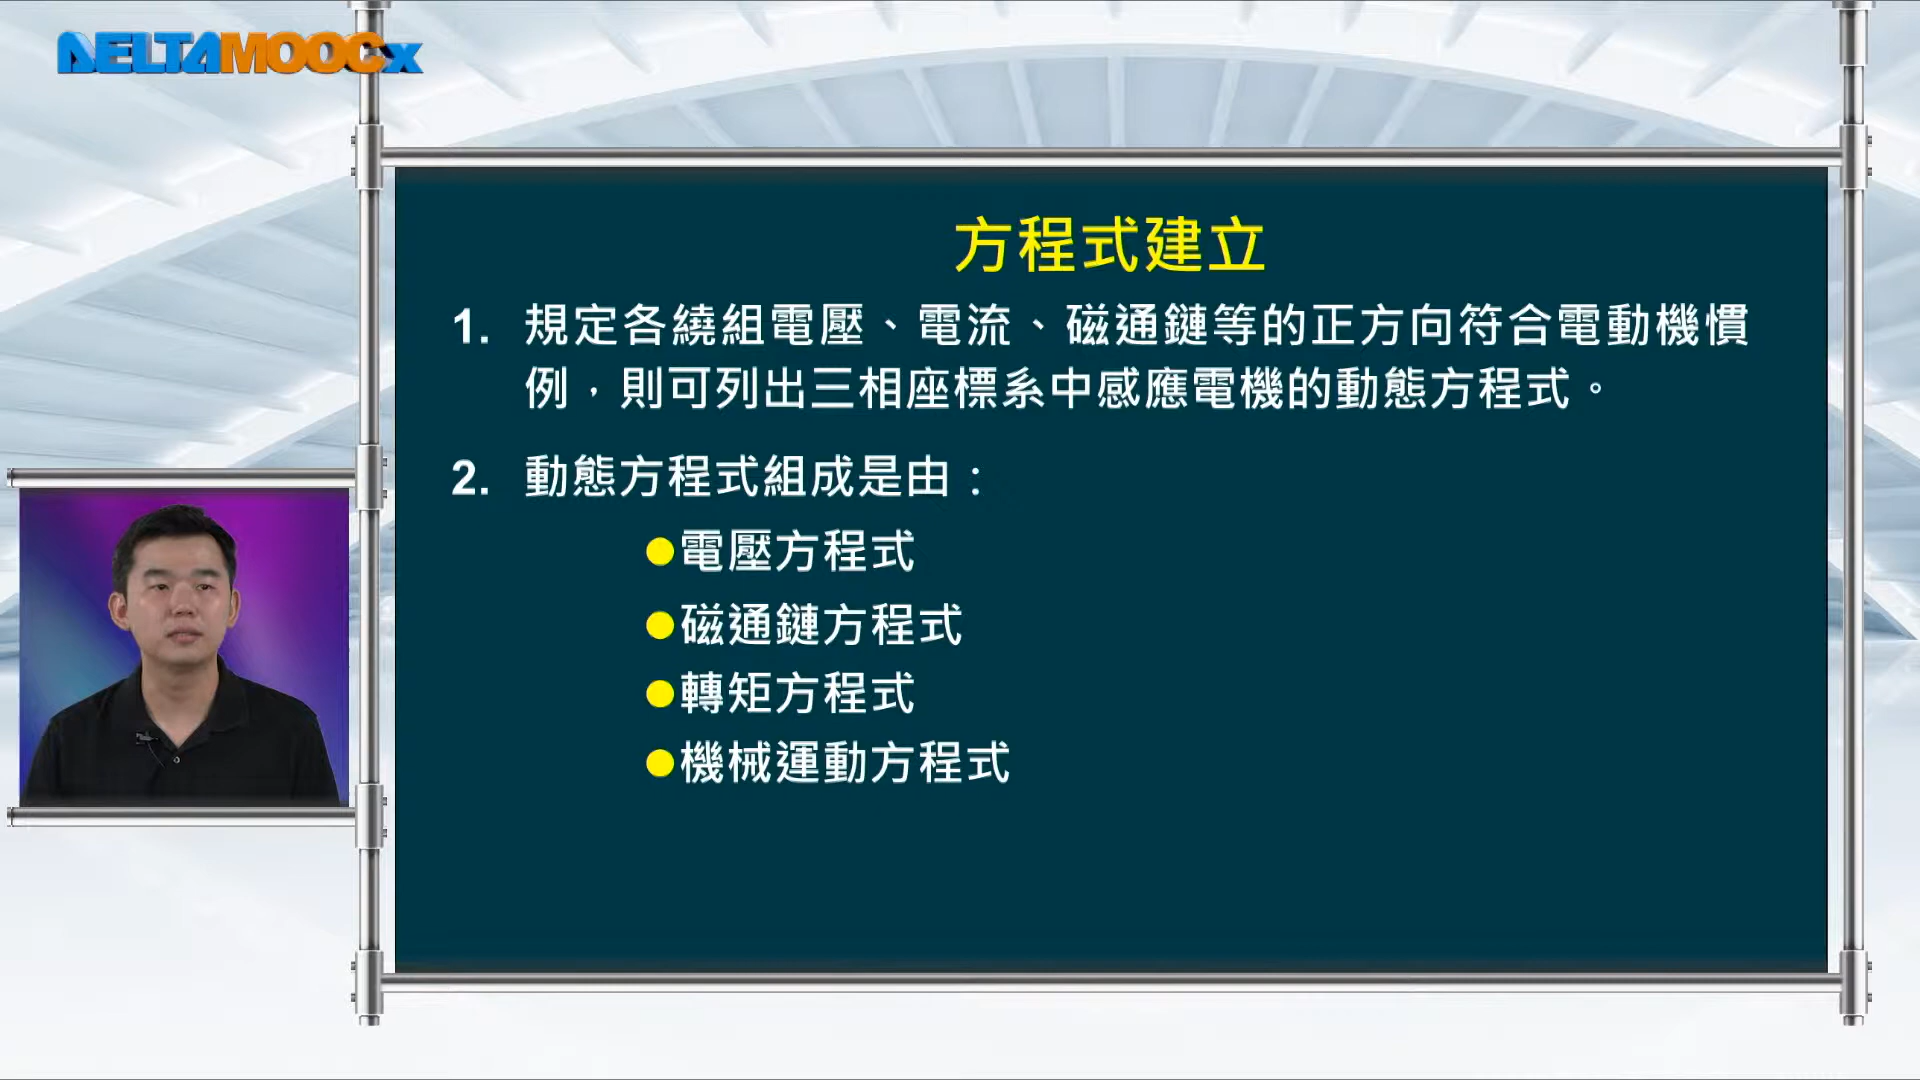 DELTAMOOCx
方程式建立
1. 規定各繞組電壓、電流、磁通鏈等的正方向符合電動機慣
例，則可列出三相座標系中感應電機的動態方程式。
2. 動態方程式組成是由：
●電壓方程式
●磁通鏈方程式
●轉矩方程式
●機械運動方程式